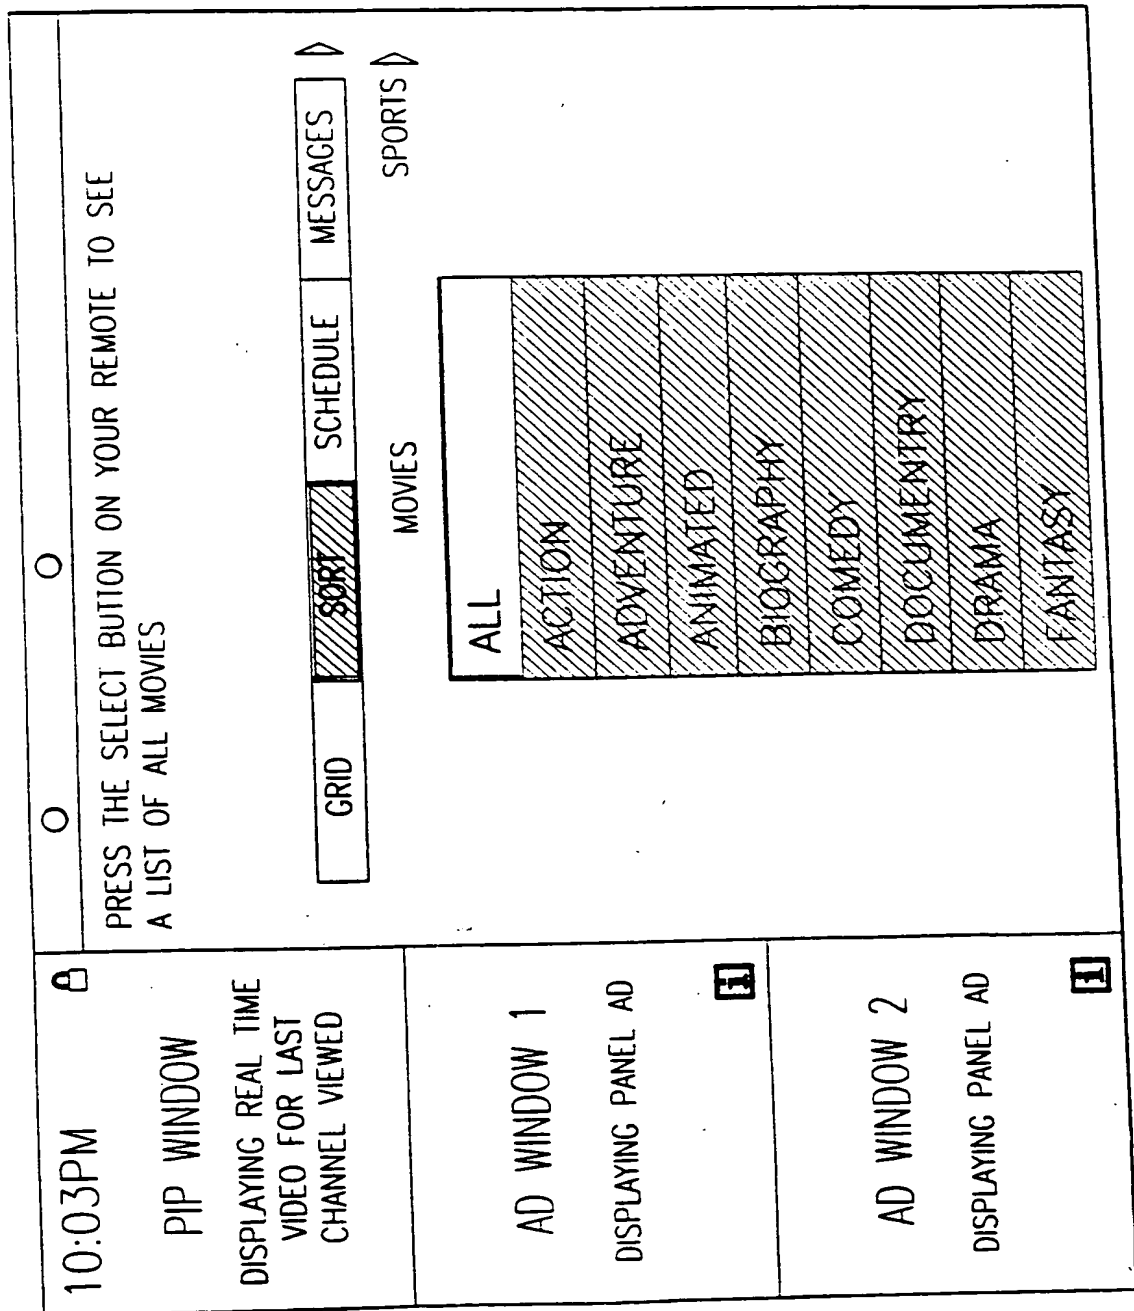 10:03PM
PIP WINDOW
DISPLAYING REAL TIME
VIDEO FOR LAST
CHANNEL VIEWED
AD WINDOW 1
DISPLAYING PANEL AD
i
AD WINDOW 2
DISPLAYING PANEL AD
i
PRESS THE SELECT BUTTON ON YOUR REMOTE TO SEE
A LIST OF ALL MOVIES
GRID SORT SCHEDULE MESSAGES
MOVIES SPORTS
ALL
ACTION
ADVENTURE
ANIMATED
BIOGRAPHY
COMEDY
DOCUMENTRY
DRAMA
FANTASY